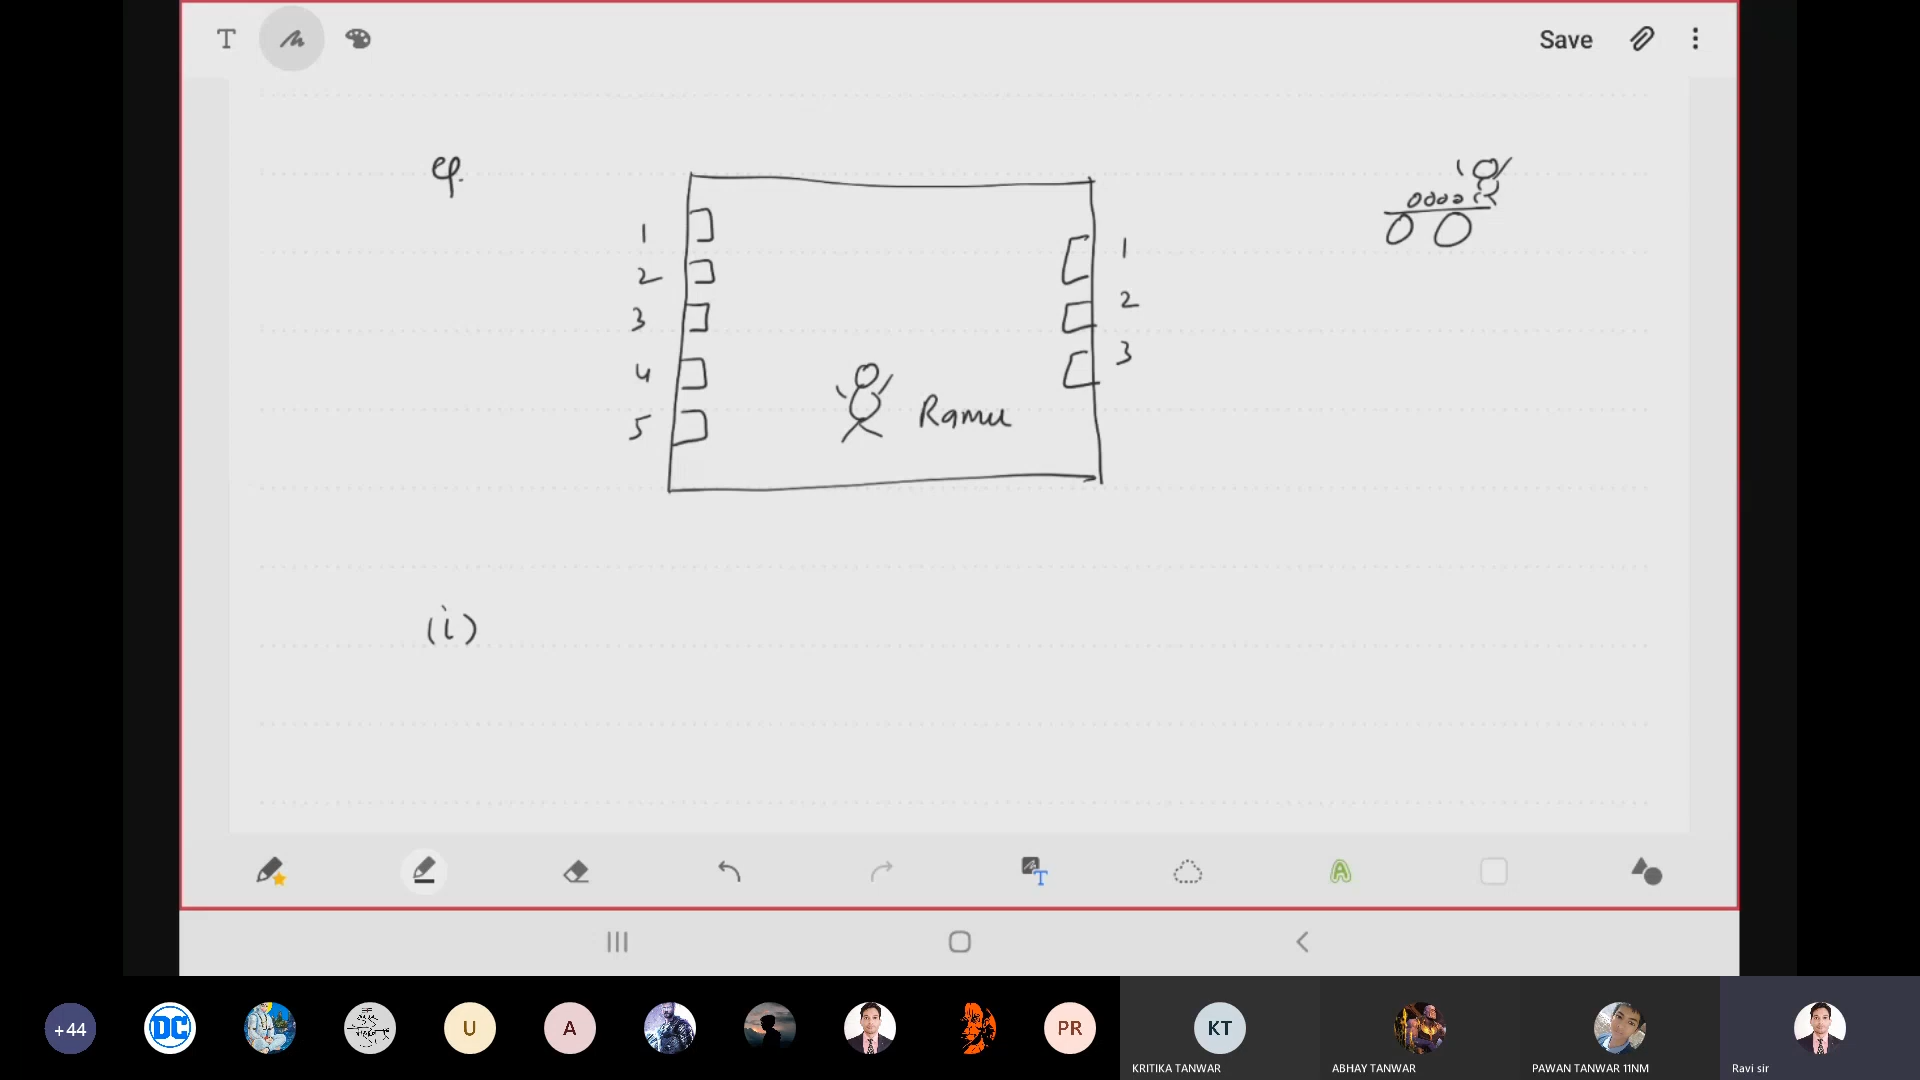 T Save
eg.
1 1
2 2
3 3
4
5
Ramu
(i)
T
A
+44 DC U A PR KT
KRITIKA TANWAR ABHAY TANWAR PAWAN TANWAR 11NM Ravi sir